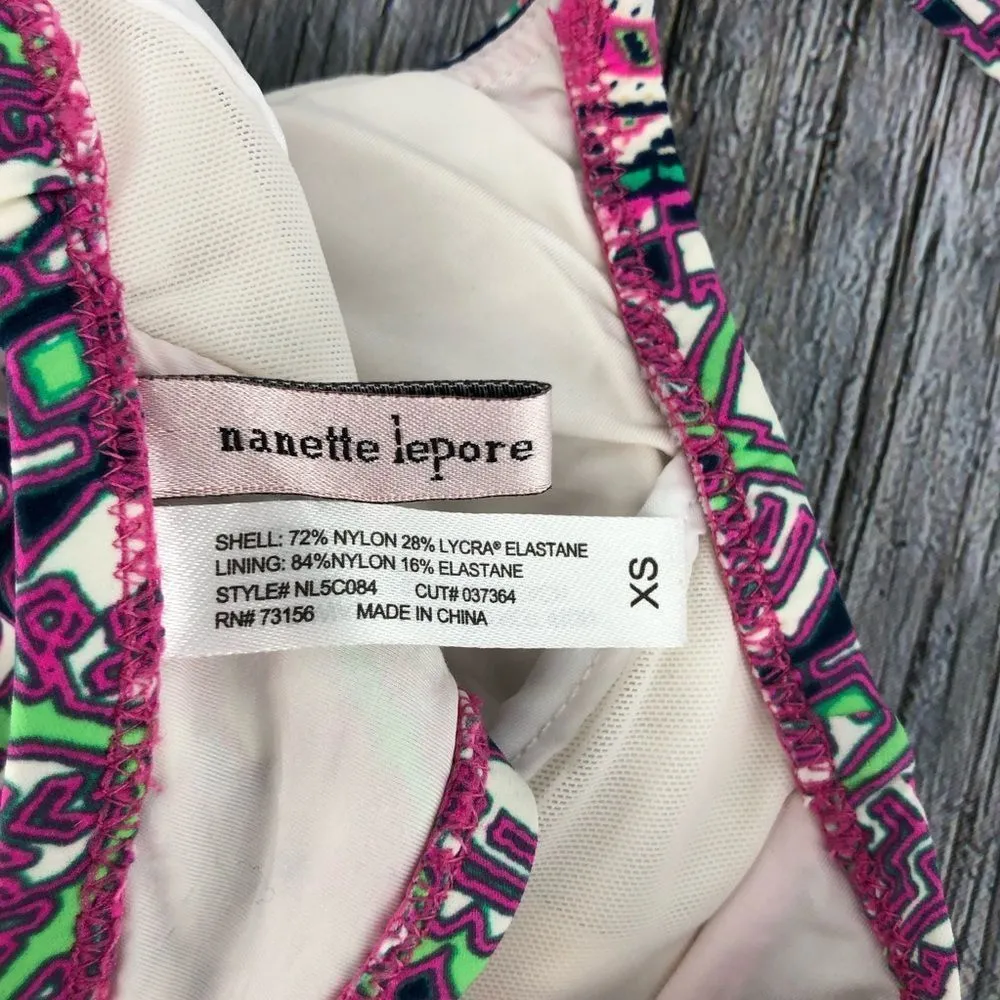 nanette lepore
SHELL: 72% NYLON 28% LYCRA® ELASTANE
LINING: 84%NYLON 16% ELASTANE
STYLE# NL5C084 CUT# 037364
RN# 73156 MADE IN CHINA
XS